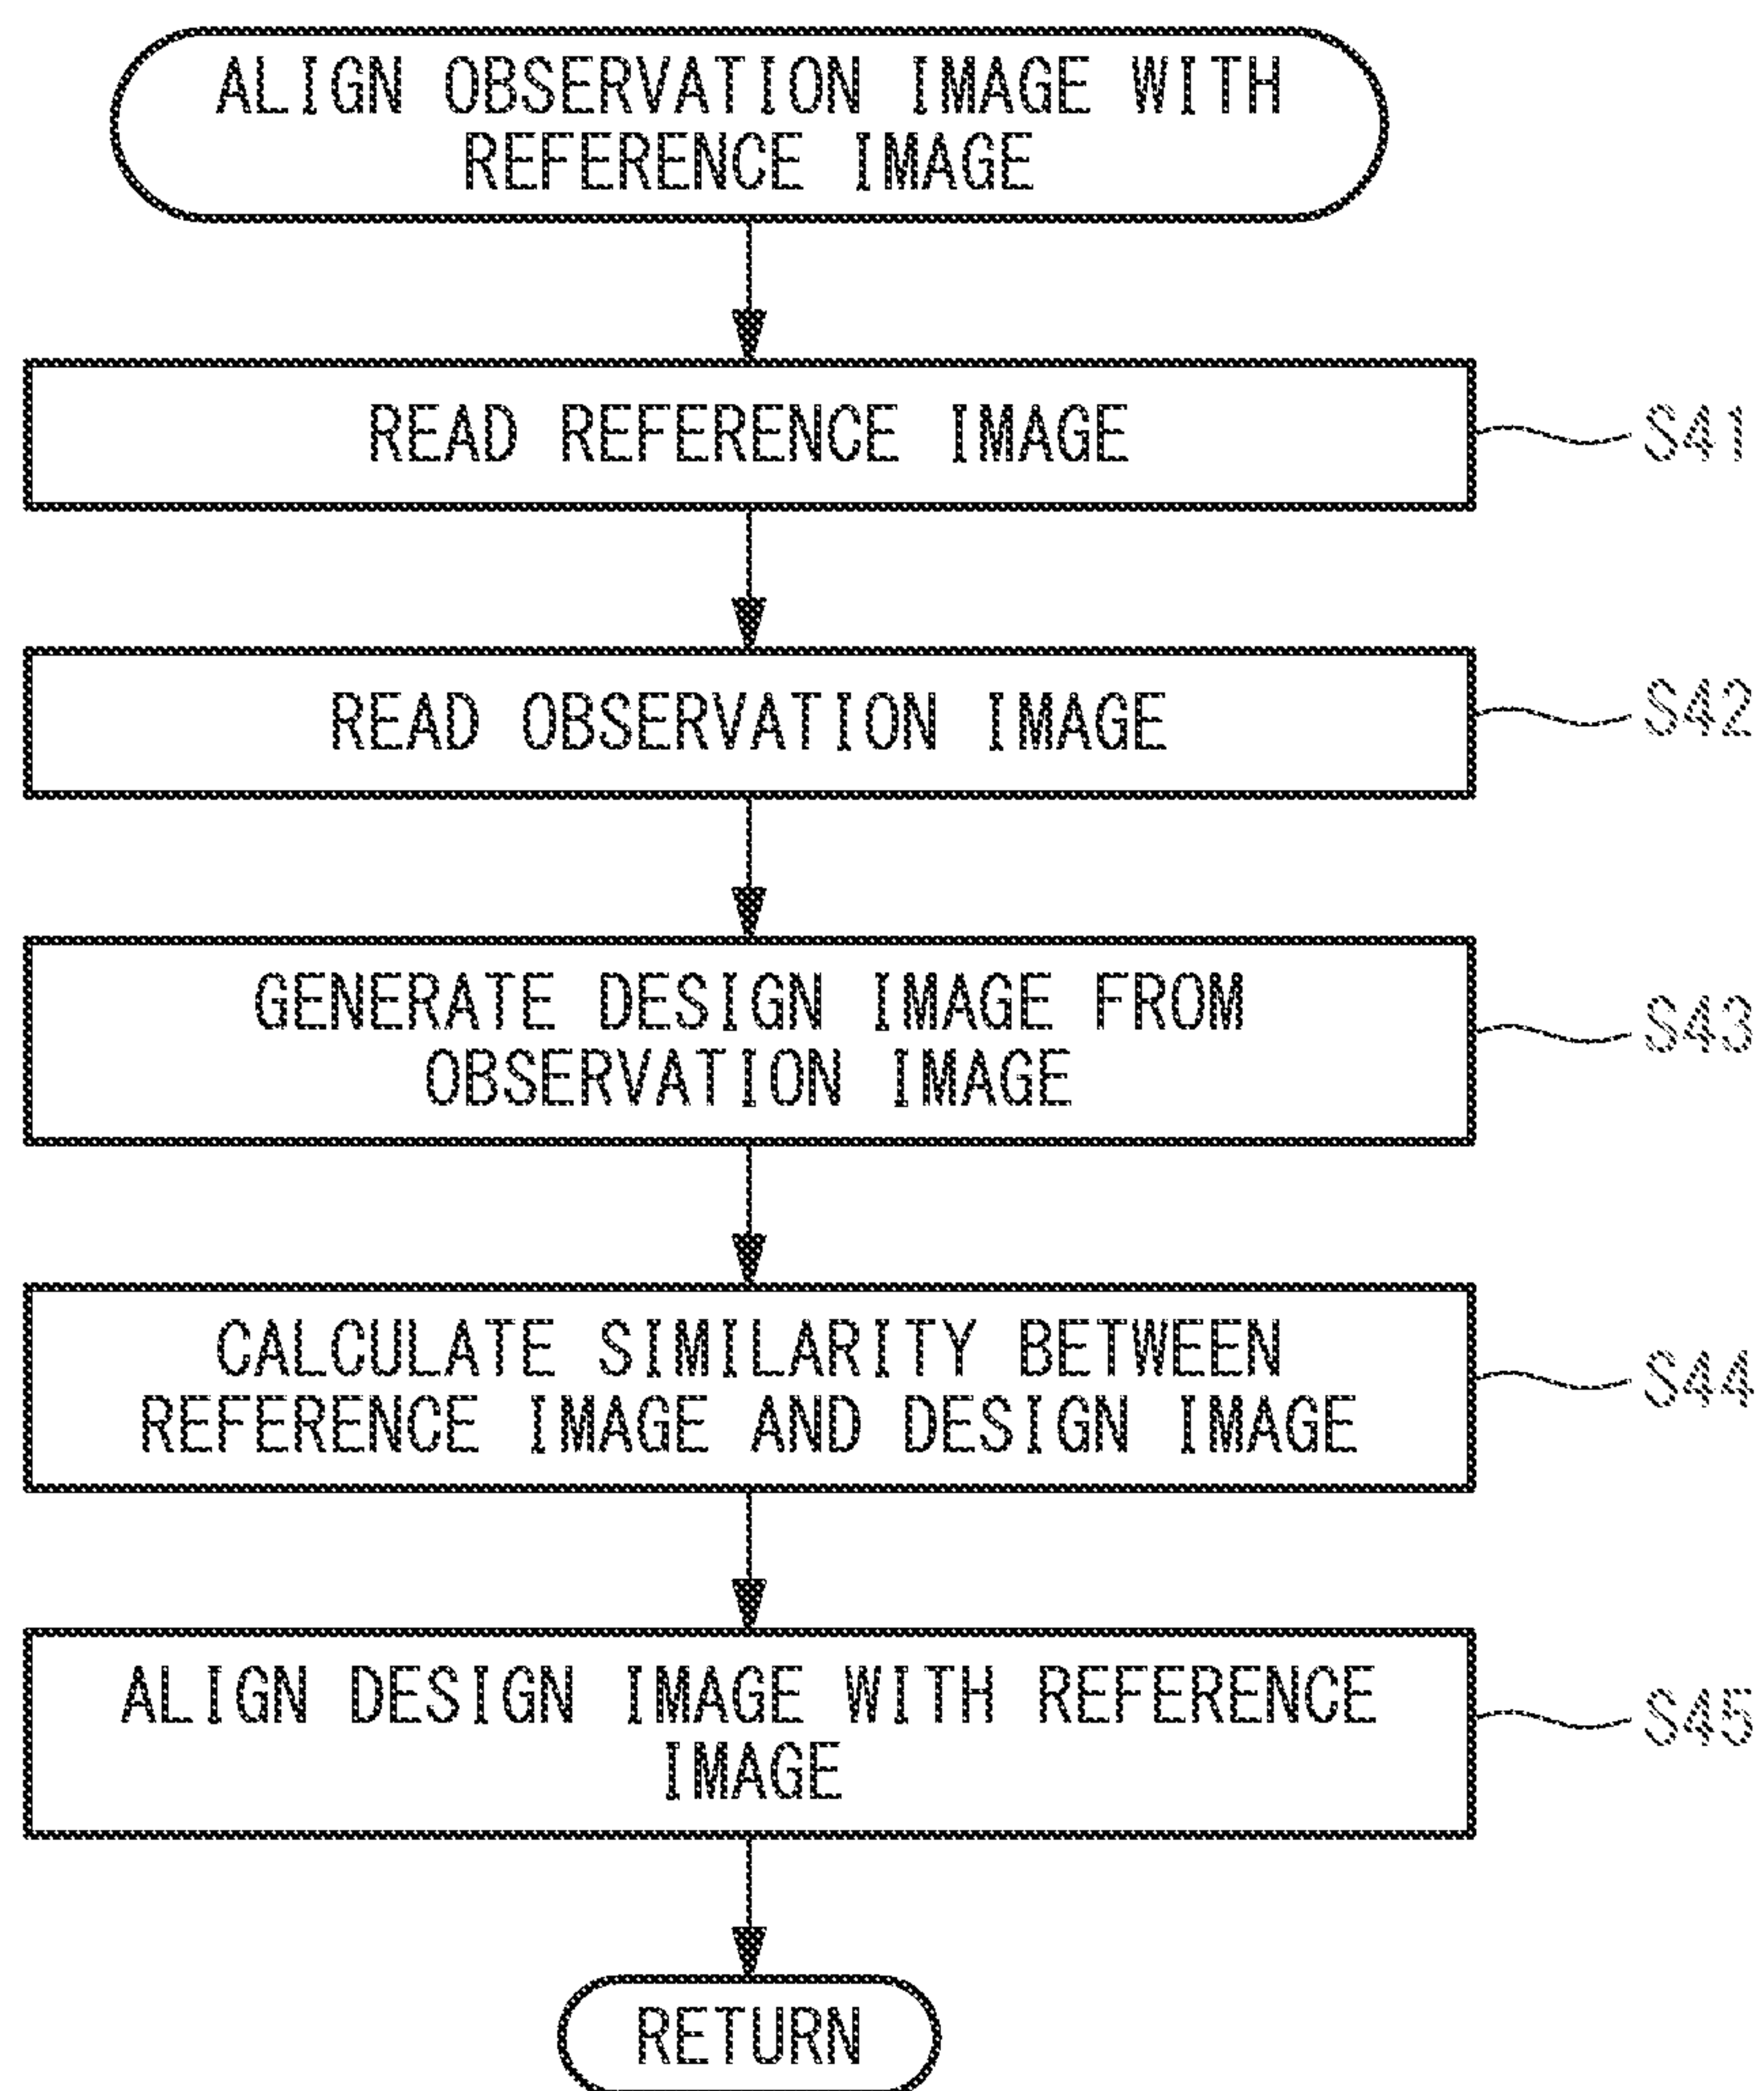 ALIGN OBSERVATION IMAGE WITH
REFERENCE IMAGE
READ REFERENCE IMAGE
S41
READ OBSERVATION IMAGE
S42
GENERATE DESIGN IMAGE FROM
OBSERVATION IMAGE
S43
CALCULATE SIMILARITY BETWEEN
REFERENCE IMAGE AND DESIGN IMAGE
S44
ALIGN DESIGN IMAGE WITH REFERENCE
IMAGE
S45
RETURN